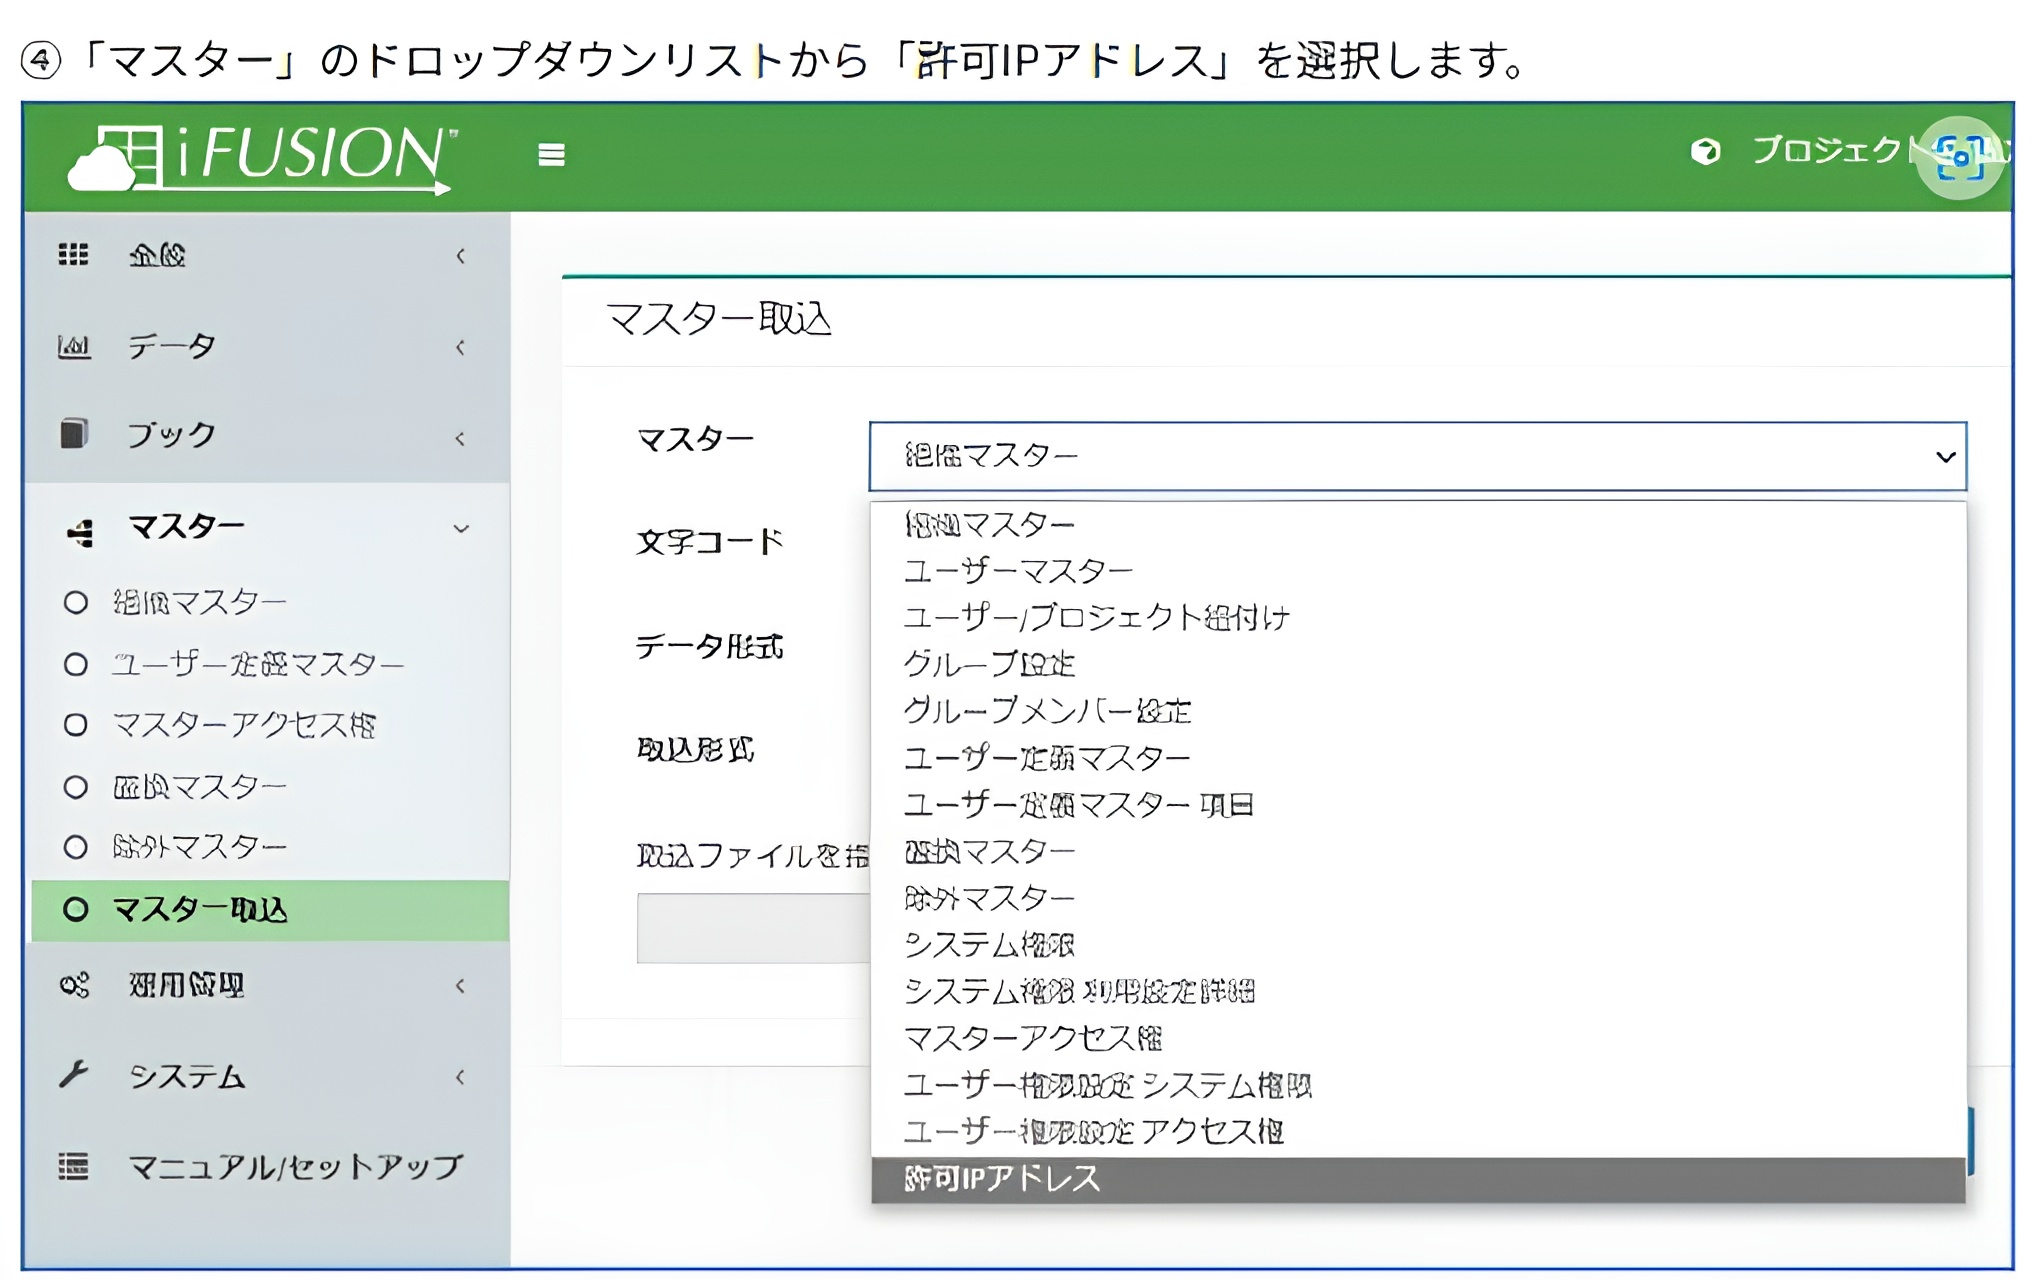 ④「マスター」のドロップダウンリストから「許可IPアドレス」を選択します。
iFUSION
プロジェクト
データ
ブック
マスター
マスター
ユーザー定義マスター
マスターアクセス権
置換マスター
除外マスター
マスター取込
運用管理
システム
マニュアル/セットアップ
マスター取込
マスター
組織マスター
文字コード
データ形式
取込形式
取込ファイルを指
組織マスター
ユーザーマスター
ユーザー/プロジェクト紐付け
グループ設定
グループメンバー設定
ユーザー定義マスター
ユーザー定義マスター 項目
置換マスター
除外マスター
システム権限
システム権限 利用設定詳細
マスターアクセス権
ユーザー権限設定 システム権限
ユーザー権限設定 アクセス権
許可IPアドレス